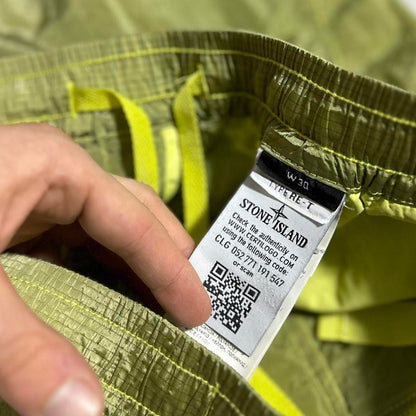 W 30
TYPE RE-T
STONE ISLAND
Check the authenticity
on
WWW.CERTILOGO.COM
using the following
code:
CLG 052 771 191 547
or scan